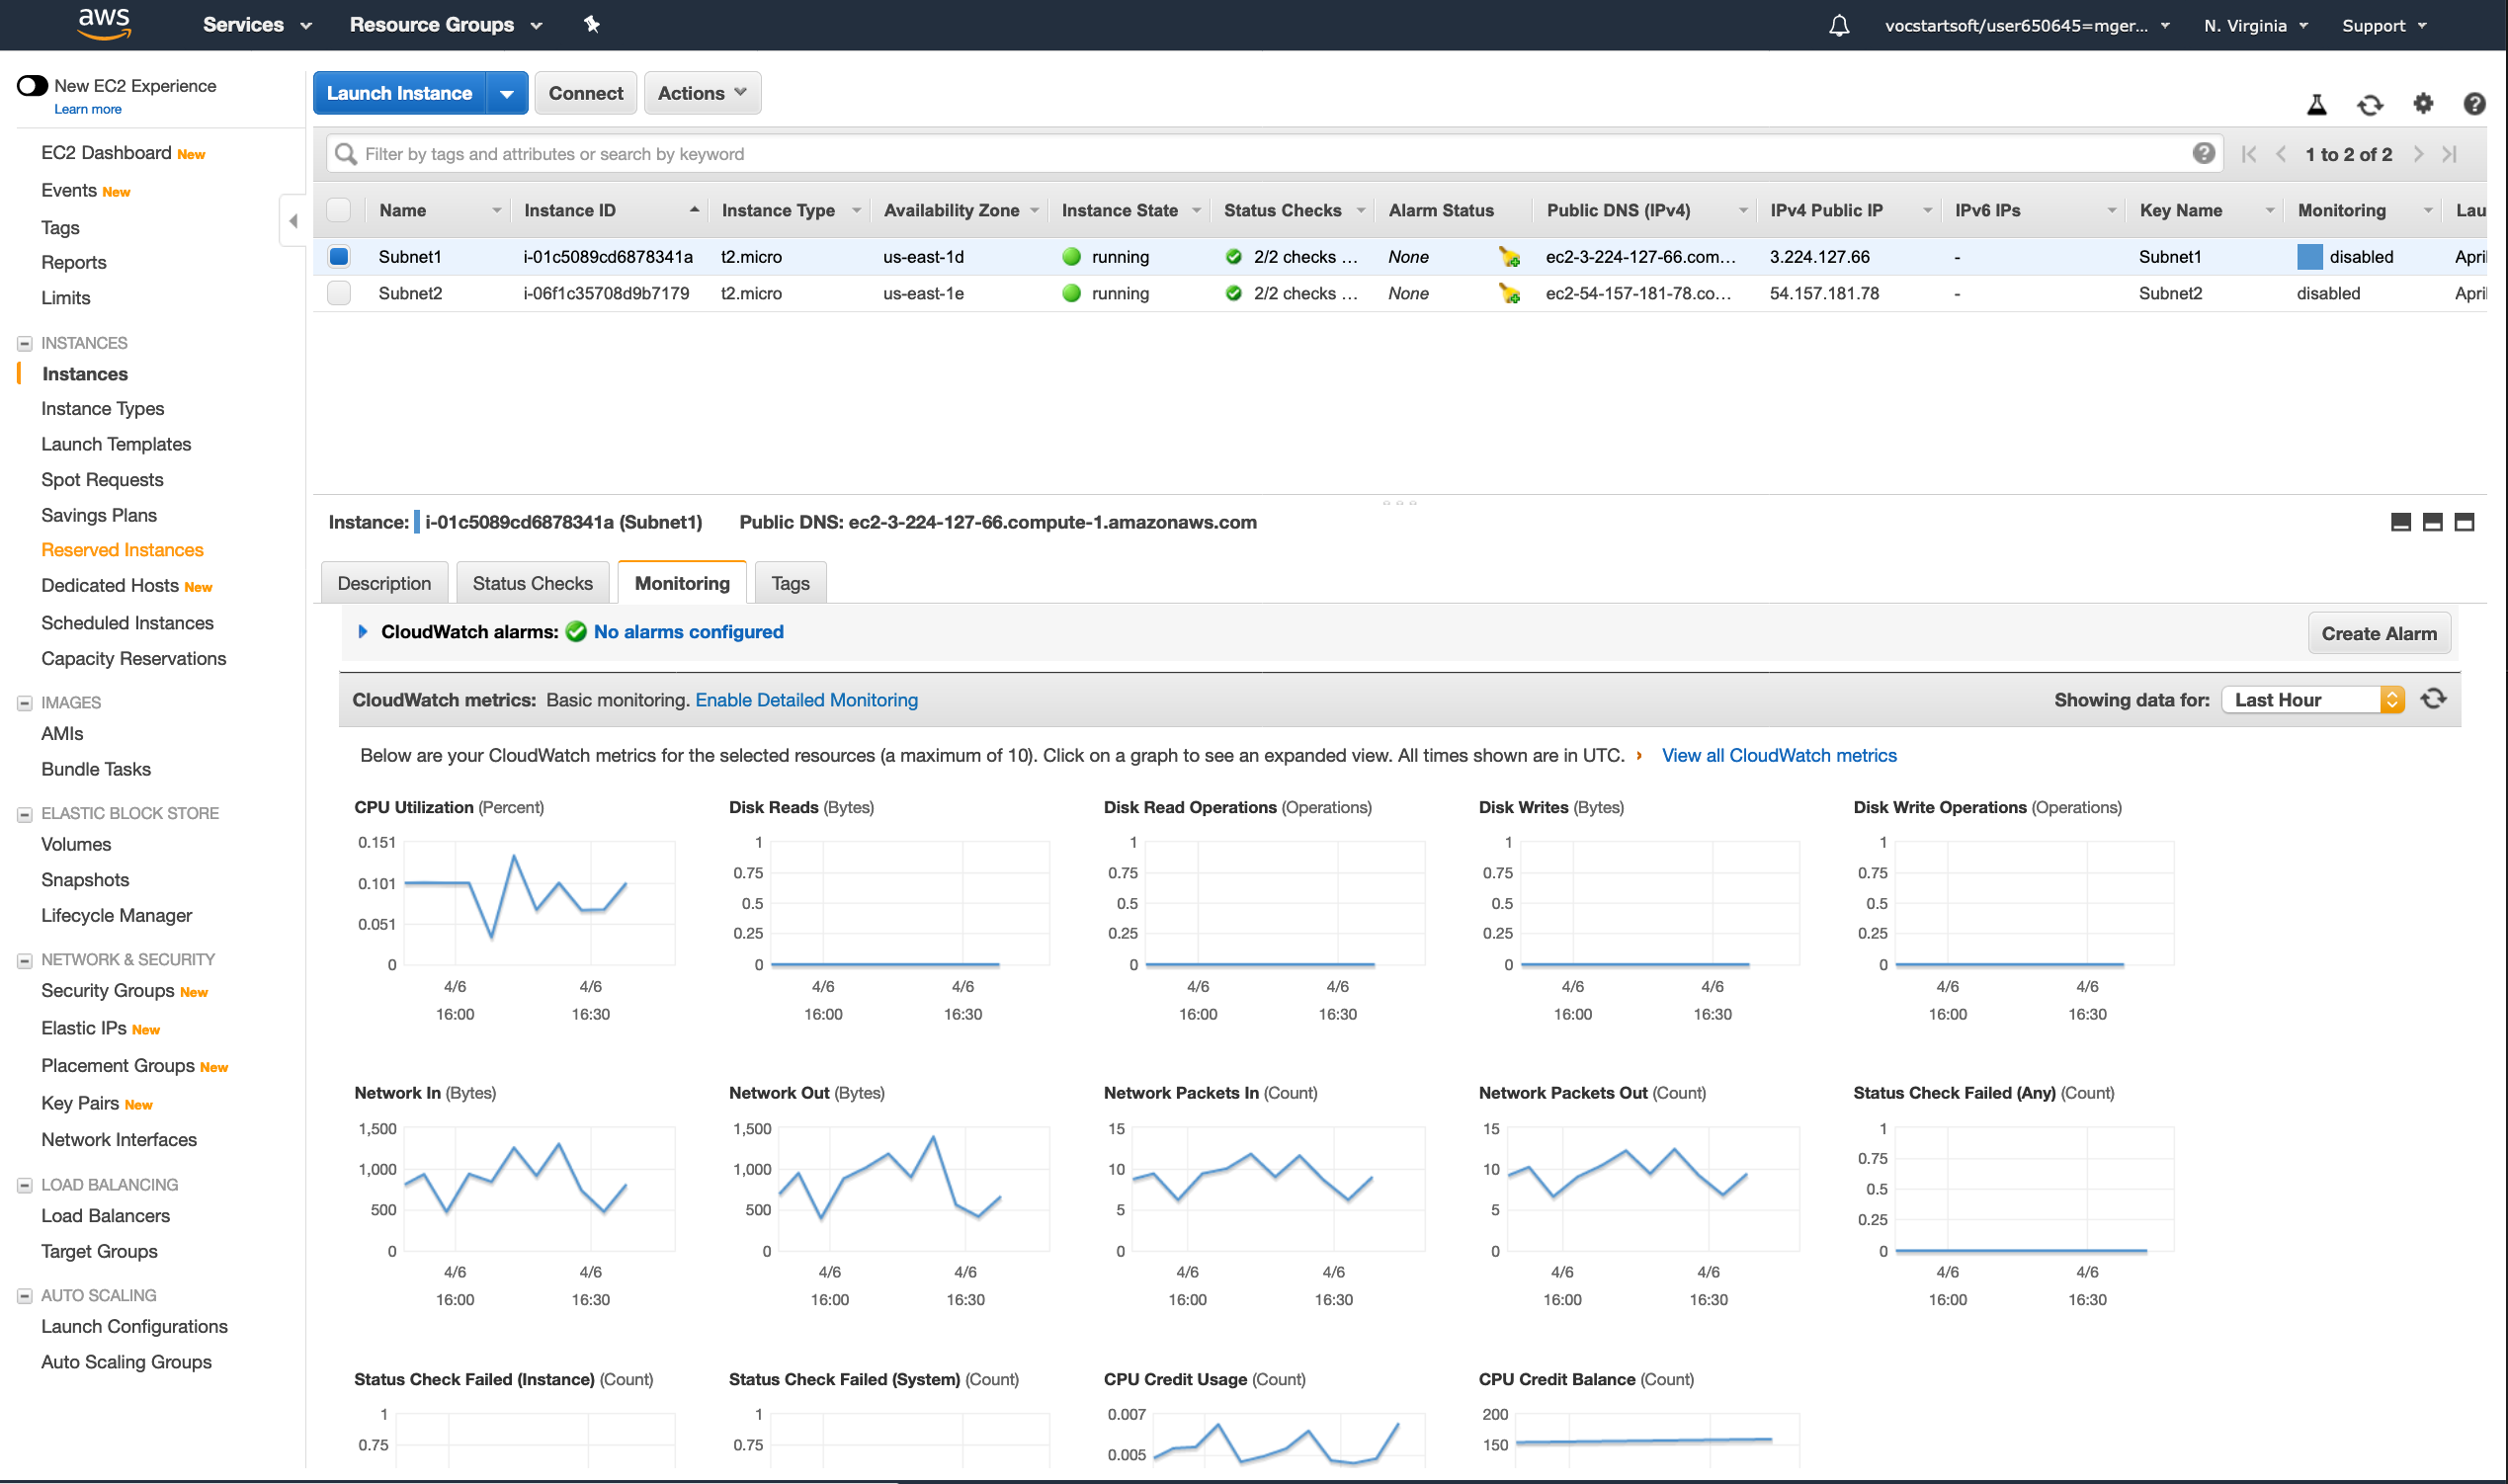 aws Services Resource Groups vocstartsoft/user650645=mger... N. Virginia Support
New EC2 Experience
Learn more
EC2 Dashboard New
Events New
Tags
Reports
Limits
INSTANCES
Instances
Instance Types
Launch Templates
Spot Requests
Savings Plans
Reserved Instances
Dedicated Hosts New
Scheduled Instances
Capacity Reservations
IMAGES
AMIs
Bundle Tasks
ELASTIC BLOCK STORE
Volumes
Snapshots
Lifecycle Manager
NETWORK & SECURITY
Security Groups New
Elastic IPs New
Placement Groups New
Key Pairs New
Network Interfaces
LOAD BALANCING
Load Balancers
Target Groups
AUTO SCALING
Launch Configurations
Auto Scaling Groups
Launch Instance Connect Actions
Filter by tags and attributes or search by keyword 1 to 2 of 2
Name Instance ID Instance Type Availability Zone Instance State Status Checks Alarm Status Public DNS (IPv4) IPv4 Public IP IPv6 IPs Key Name Monitoring Lau
Subnet1 i-01c5089cd6878341a t2.micro us-east-1d running 2/2 checks ... None ec2-3-224-127-66.com... 3.224.127.66 - Subnet1 disabled Apri
Subnet2 i-06f1c35708d9b7179 t2.micro us-east-1e running 2/2 checks ... None ec2-54-157-181-78.co... 54.157.181.78 - Subnet2 disabled Apri
Instance: i-01c5089cd6878341a (Subnet1) Public DNS: ec2-3-224-127-66.compute-1.amazonaws.com
Description Status Checks Monitoring Tags
CloudWatch alarms: No alarms configured Create Alarm
CloudWatch metrics: Basic monitoring. Enable Detailed Monitoring Showing data for: Last Hour
Below are your CloudWatch metrics for the selected resources (a maximum of 10). Click on a graph to see an expanded view. All times shown are in UTC. › View all CloudWatch metrics
CPU Utilization (Percent)
0.151
0.101
0.051
0
4/6 4/6
16:00 16:30
Disk Reads (Bytes)
1
0.75
0.5
0.25
0
4/6 4/6
16:00 16:30
Disk Read Operations (Operations)
1
0.75
0.5
0.25
0
4/6 4/6
16:00 16:30
Disk Writes (Bytes)
1
0.75
0.5
0.25
0
4/6 4/6
16:00 16:30
Disk Write Operations (Operations)
1
0.75
0.5
0.25
0
4/6 4/6
16:00 16:30
Network In (Bytes)
1,500
1,000
500
0
4/6 4/6
16:00 16:30
Network Out (Bytes)
1,500
1,000
500
0
4/6 4/6
16:00 16:30
Network Packets In (Count)
15
10
5
0
4/6 4/6
16:00 16:30
Network Packets Out (Count)
15
10
5
0
4/6 4/6
16:00 16:30
Status Check Failed (Any) (Count)
1
0.75
0.5
0.25
0
4/6 4/6
16:00 16:30
Status Check Failed (Instance) (Count)
1
0.75
Status Check Failed (System) (Count)
1
0.75
CPU Credit Usage (Count)
0.007
0.005
CPU Credit Balance (Count)
200
150